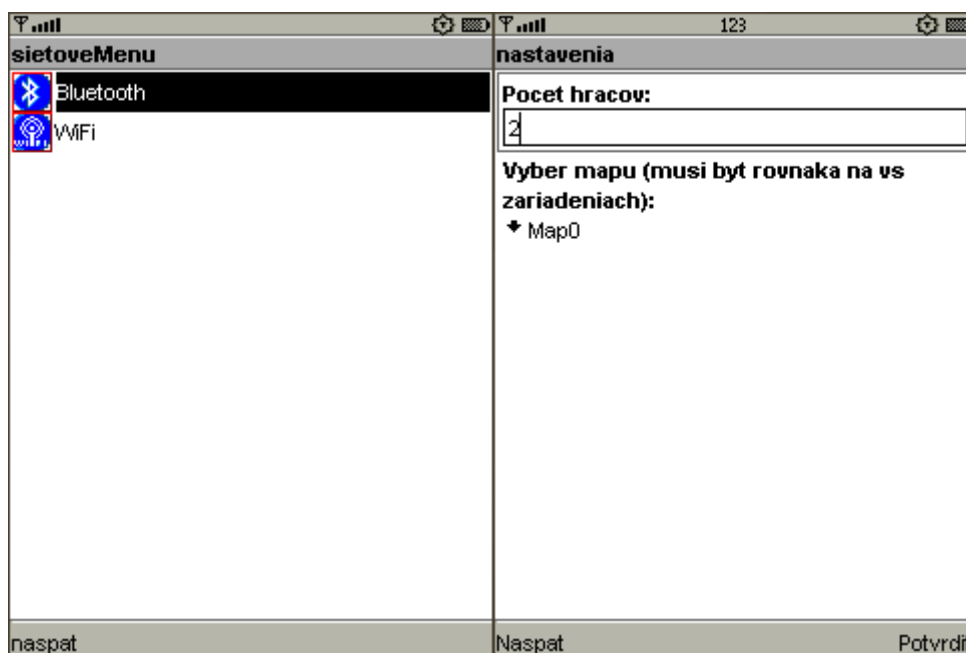 sietoveMenu
Bluetooth
WiFi
naspat
123
nastavenia
Pocet hracov:
2
Vyber mapu (musi byt rovnaka na vs
zariadeniach):
Map0
Naspat
Potvrdi